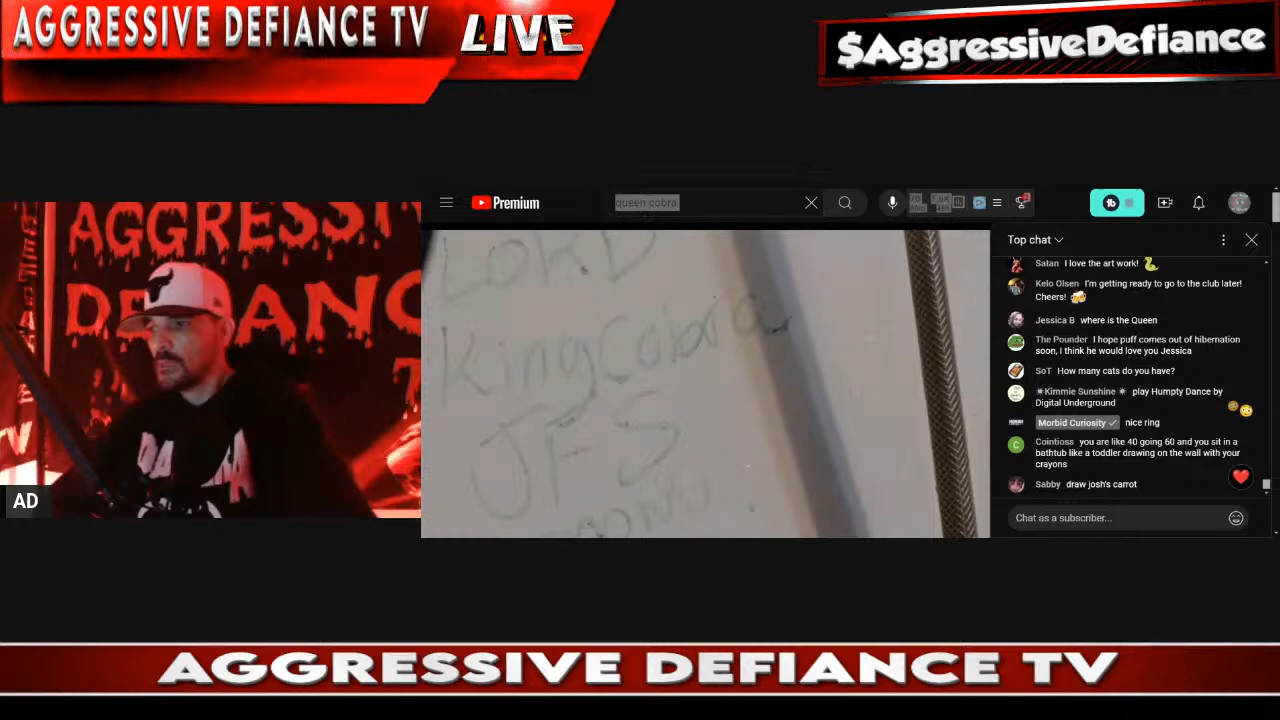 AGGRESSIVE DEFIANCE TV LIVE
$AggressiveDefiance
Premium
queen cobra
AGGRESSI
DE IANC
T
AD
LORD
KingCobra
JFS
Top chat
Satan I love the art work!
Kelo Olsen I'm getting ready to go to the club later!
Cheers!
Jessica B where is the Queen
The Pounder I hope puff comes out of hibernation
soon, I think he would love you Jessica
SoT How many cats do you have?
☀Kimmie Sunshine☀ play Humpty Dance by
Digital Underground
Morbid Curiosity ✓ nice ring
Cointioss you are like 40 going 60 and you sit in a
bathtub like a toddler drawing on the wall with your
crayons
Sabby draw josh's carrot
Chat as a subscriber...
AGGRESSIVE DEFIANCE TV